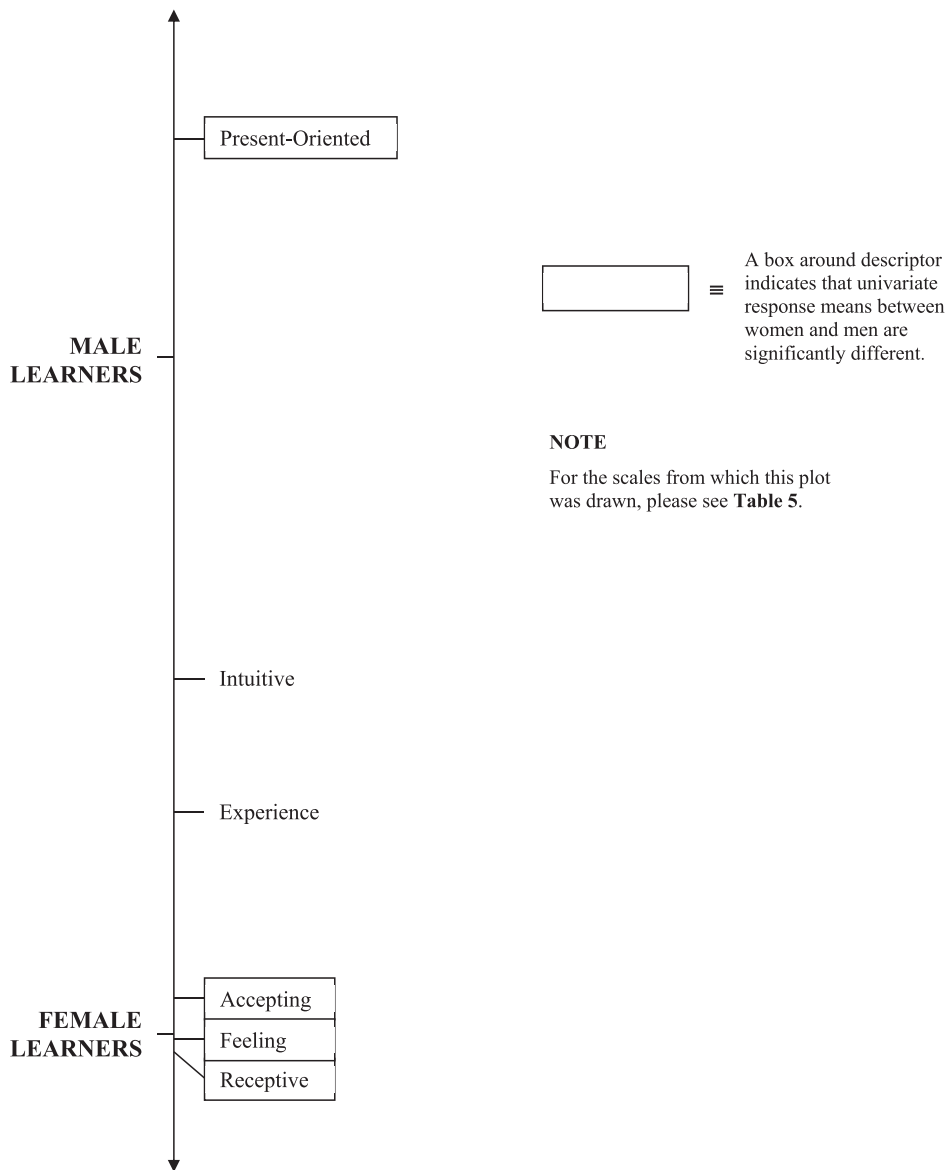 Present-Oriented
MALE
LEARNERS
≡
A box around descriptor
indicates that univariate
response means between
women and men are
significantly different.
NOTE
For the scales from which this plot
was drawn, please see Table 5.
Intuitive
Experience
Accepting
FEMALE
LEARNERS
Feeling
Receptive